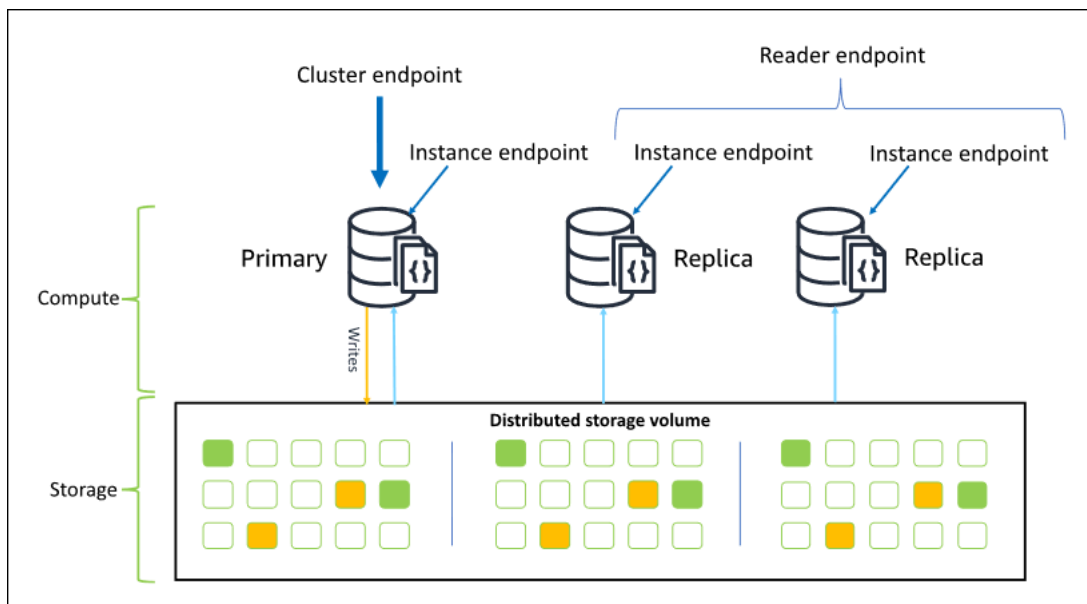 Reader endpoint
Cluster endpoint
Instance endpoint
Instance endpoint
Instance endpoint
Primary
{}
{}
Replica
{}
Replica
Compute
Writes
Distributed storage volume
Storage